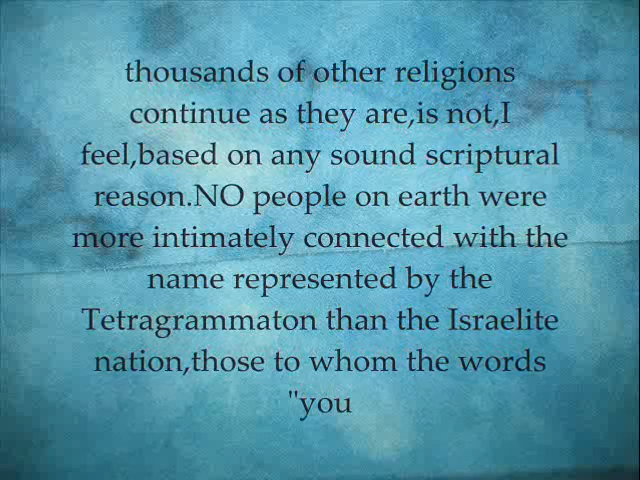 thousands of other religions
continue as they are,is not,I
feel,based on any sound scriptural
reason.NO people on earth were
more intimately connected with the
name represented by the
Tetragrammaton than the Israelite
nation,those to whom the words
"you